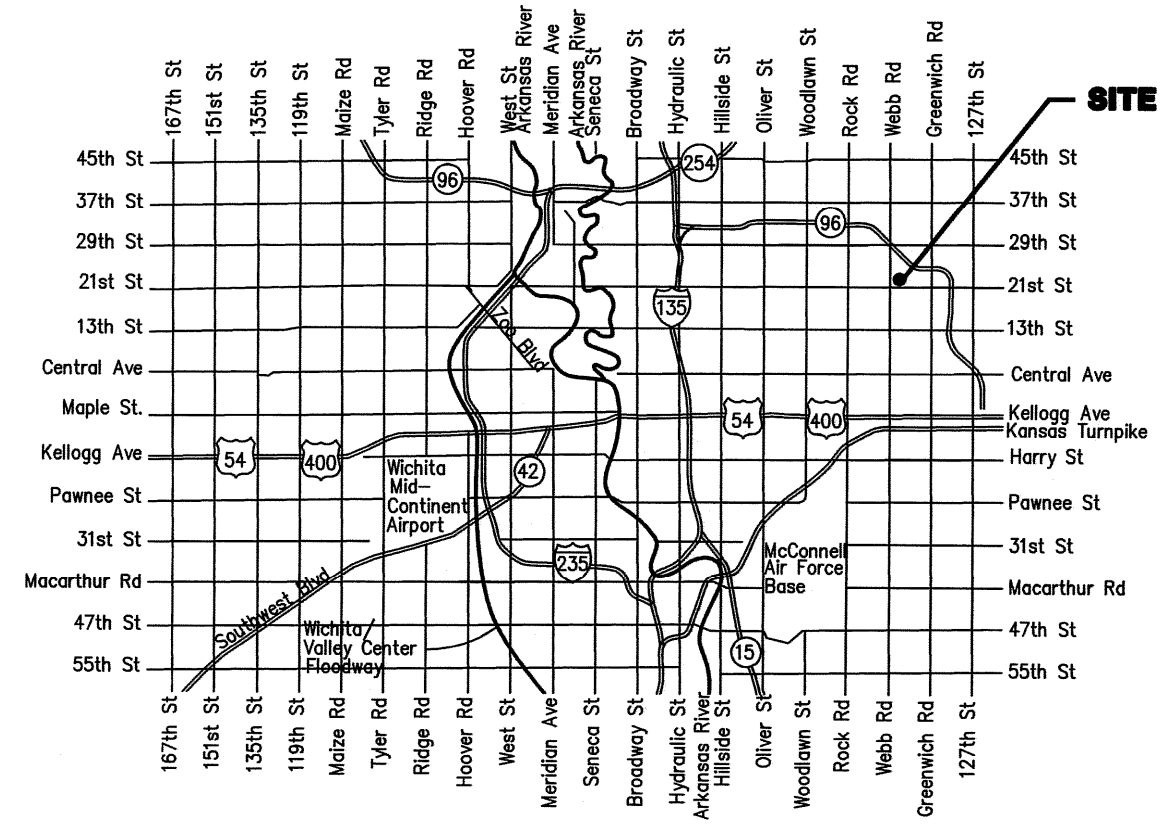 167th St
151st St
135th St
119th St
Maize Rd
Tyler Rd
Ridge Rd
Hoover Rd
West St
Arkansas River
Meridian Ave
Arkansas River
Seneca St
Broadway St
Hydraulic St
Hillside St
Oliver St
Woodlawn St
Rock Rd
Webb Rd
Greenwich Rd
127th St
SITE
45th St
37th St
29th St
21st St
13th St
Central Ave
Maple St.
Kellogg Ave
Pawnee St
31st St
Macarthur Rd
47th St
55th St
96
254
96
135
Zoo Blvd
54
400
54
400
42
235
15
Wichita
Mid-
Continent
Airport
Southwest Blvd
Wichita
Valley Center
Floodway
McConnell
Air Force
Base
45th St
37th St
29th St
21st St
13th St
Central Ave
Kellogg Ave
Kansas Turnpike
Harry St
Pawnee St
31st St
Macarthur Rd
47th St
55th St
167th St
151st St
135th St
119th St
Maize Rd
Tyler Rd
Ridge Rd
Hoover Rd
West St
Meridian Ave
Seneca St
Broadway St
Hydraulic St
Arkansas River
Hillside St
Oliver St
Woodlawn St
Rock Rd
Webb Rd
Greenwich Rd
127th St